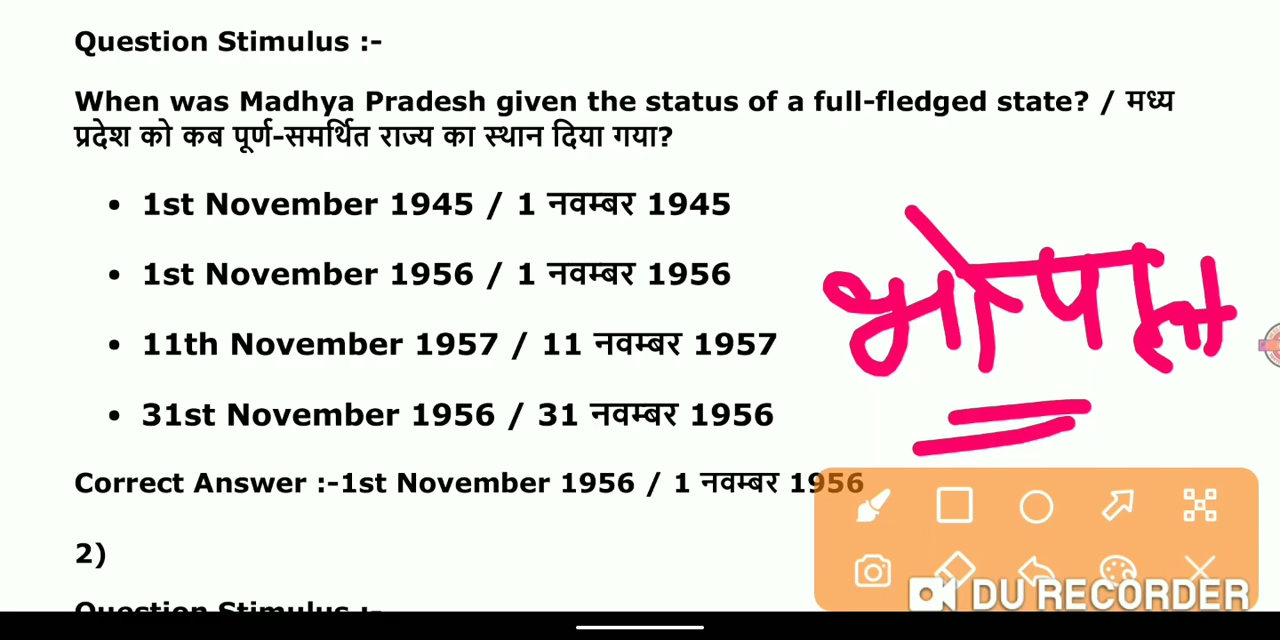 Question Stimulus :-
When was Madhya Pradesh given the status of a full-fledged state? / मध्य
प्रदेश को कब पूर्ण-समर्थित राज्य का स्थान दिया गया?
• 1st November 1945 / 1 नवम्बर 1945
• 1st November 1956 / 1 नवम्बर 1956
• 11th November 1957 / 11 नवम्बर 1957
• 31st November 1956 / 31 नवम्बर 1956
भोपाल
Correct Answer :-1st November 1956 / 1 नवम्बर 1956
2)
Question Stimulus :-
DU RECORDER